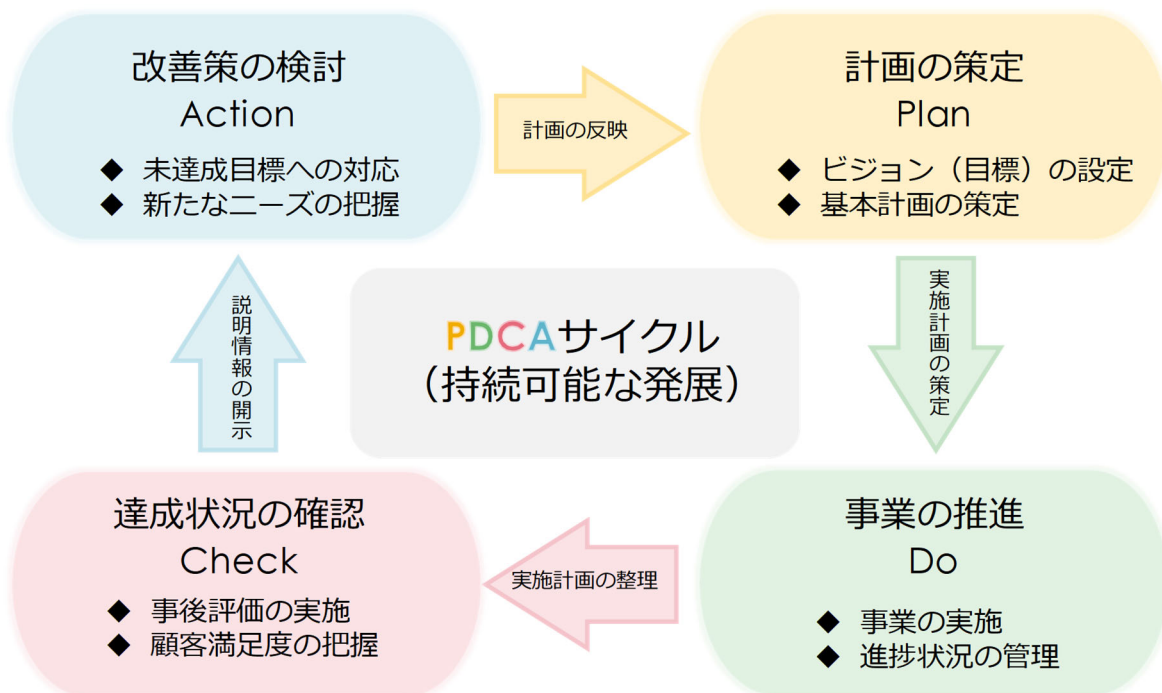 改善策の検討
Action
◆ 未達成目標への対応
◆ 新たなニーズの把握
計画の反映
計画の策定
Plan
◆ ビジョン（目標）の設定
◆ 基本計画の策定
説明情報の開示
PDCAサイクル
（持続可能な発展）
実施計画の策定
達成状況の確認
Check
◆ 事後評価の実施
◆ 顧客満足度の把握
実施計画の整理
事業の推進
Do
◆ 事業の実施
◆ 進捗状況の管理